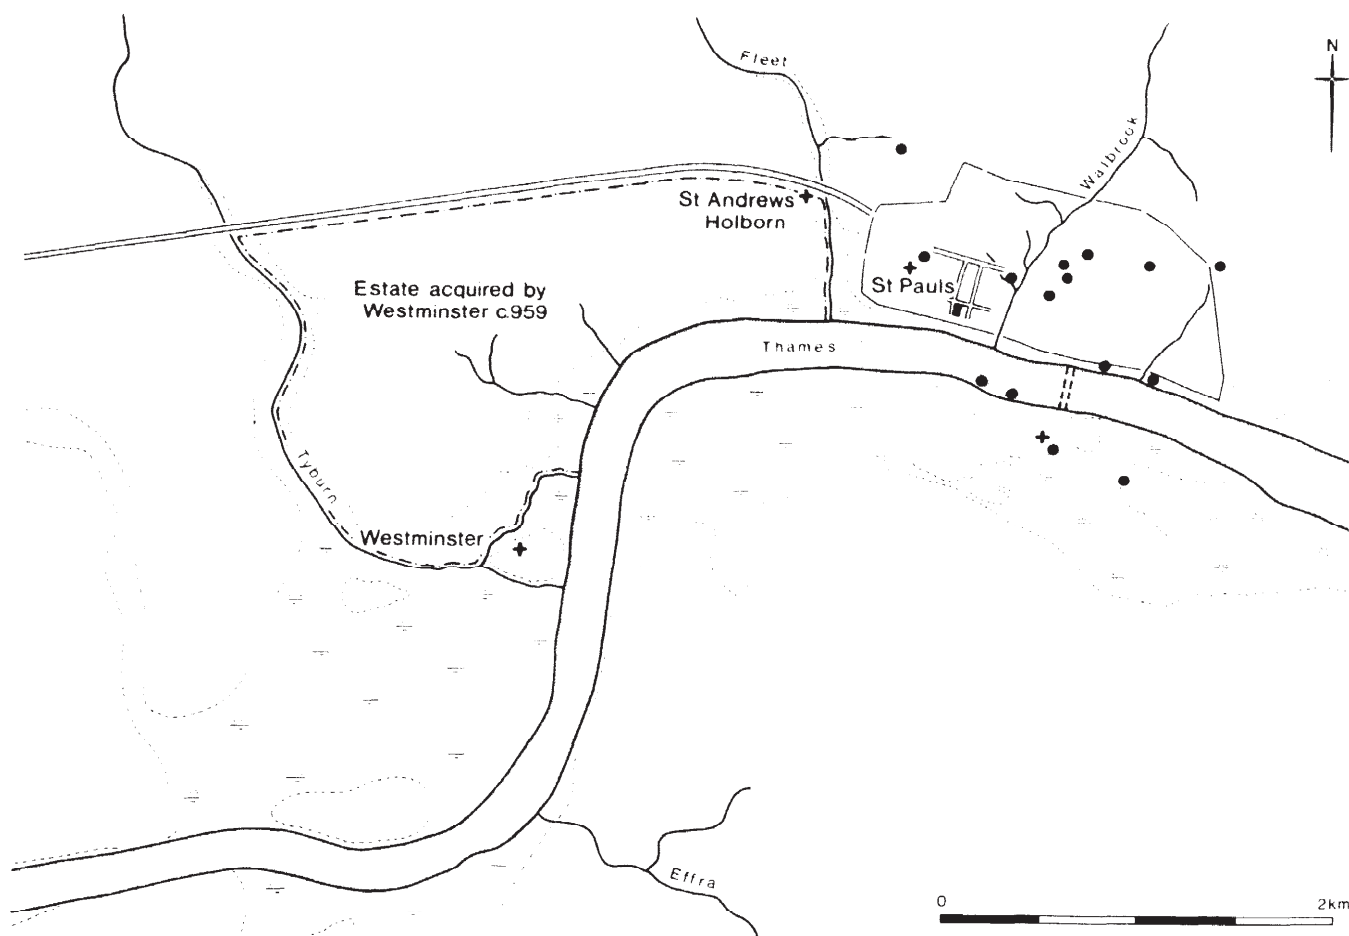 Fleet
N
Walbrook
St Andrews
Holborn
St Pauls
Estate acquired by
Westminster c.959
Thames
Tyburn
Westminster
Effra
0
2km